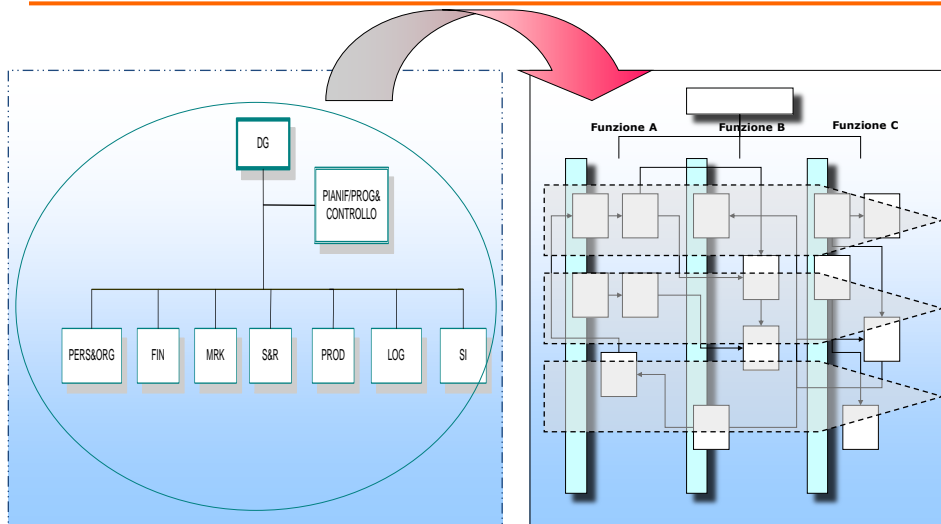 DG
PIANIF/PROG&
CONTROLLO
PERS&ORG
FIN
MRK
S&R
PROD
LOG
SI
Funzione A
Funzione B
Funzione C